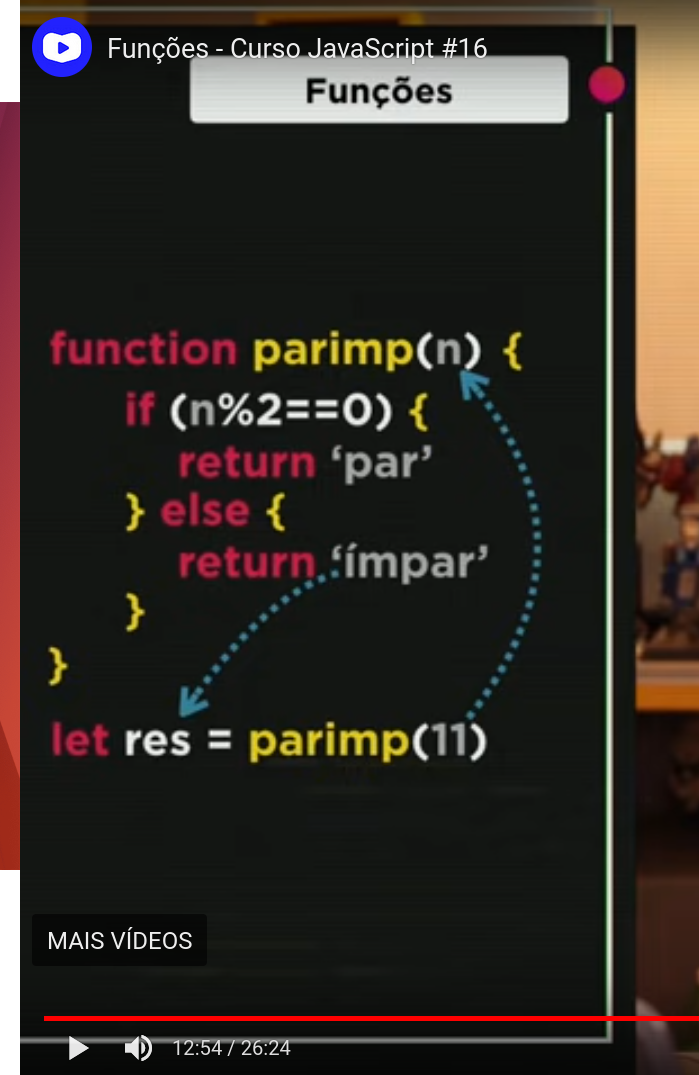 Funções - Curso JavaScript #16
Funções
function parimp(n) {
if (n%2==0) {
return ‘par’
} else {
return ‘ímpar’
}
}
let res = parimp(11)
MAIS VÍDEOS
12:54 / 26:24